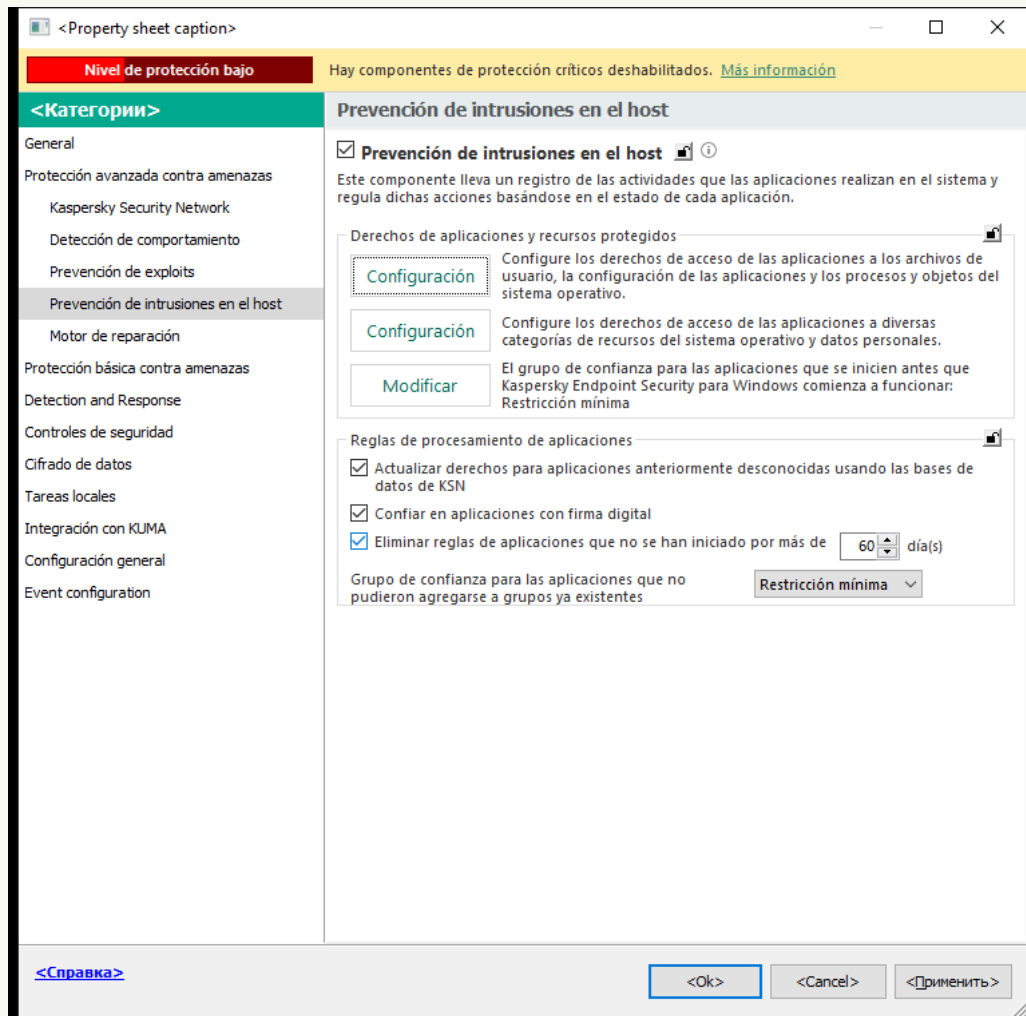 <Property sheet caption>
Nivel de protección bajo
Hay componentes de protección críticos deshabilitados. Más información
<Категории>
General
Protección avanzada contra amenazas
Kaspersky Security Network
Detección de comportamiento
Prevención de exploits
Prevención de intrusiones en el host
Motor de reparación
Protección básica contra amenazas
Detection and Response
Controles de seguridad
Cifrado de datos
Tareas locales
Integración con KUMA
Configuración general
Event configuration
Prevención de intrusiones en el host
Prevención de intrusiones en el host
Este componente lleva un registro de las actividades que las aplicaciones realizan en el sistema y
regula dichas acciones basándose en el estado de cada aplicación.
Derechos de aplicaciones y recursos protegidos
Configuración
Configure los derechos de acceso de las aplicaciones a los archivos de
usuario, la configuración de las aplicaciones y los procesos y objetos del
sistema operativo.
Configuración
Configure los derechos de acceso de las aplicaciones a diversas
categorías de recursos del sistema operativo y datos personales.
Modificar
El grupo de confianza para las aplicaciones que se inicien antes que
Kaspersky Endpoint Security para Windows comienza a funcionar:
Restricción mínima
Reglas de procesamiento de aplicaciones
Actualizar derechos para aplicaciones anteriormente desconocidas usando las bases de
datos de KSN
Confiar en aplicaciones con firma digital
Eliminar reglas de aplicaciones que no se han iniciado por más de 60 día(s)
Grupo de confianza para las aplicaciones que no
pudieron agregarse a grupos ya existentes
Restricción mínima
<Справка>
<Ok>
<Cancel>
<Применить>